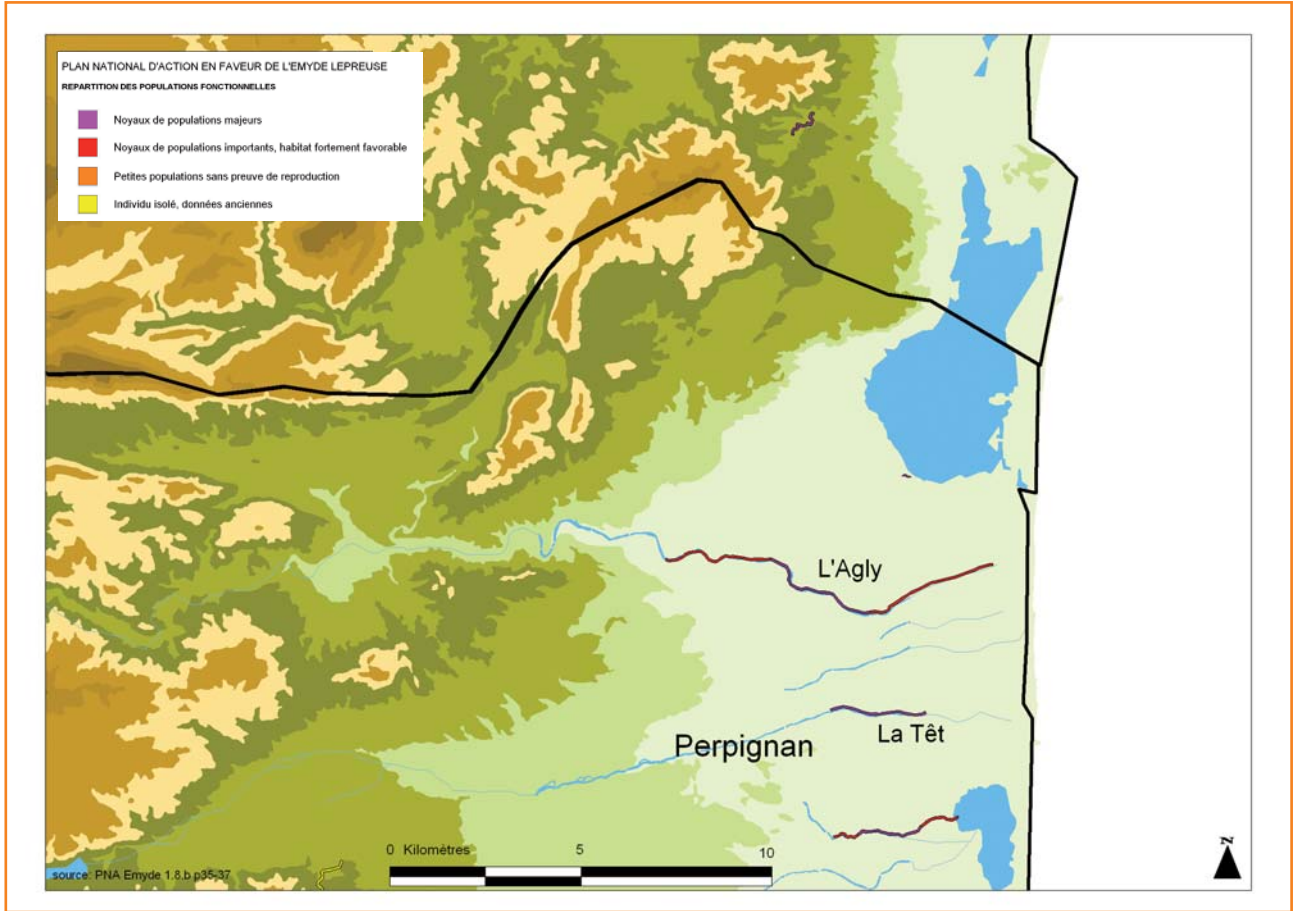 PLAN NATIONAL D'ACTION EN FAVEUR DE L'EMYDE LEPREUSE
REPARTITION DES POPULATIONS FONCTIONNELLES
Noyaux de populations majeurs
Noyaux de populations importants, habitat fortement favorable
Petites populations sans preuve de reproduction
Individu isolé, données anciennes
L'Agly
La Têt
Perpignan
0 Kilomètres 5 10
source: PNA Emyde 1.8.b p35-37
N